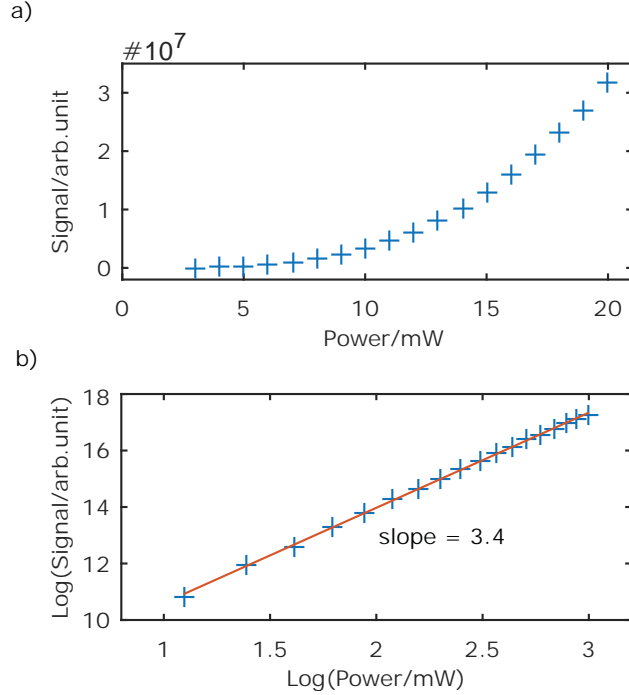 a)
#10⁷
Signal/arb.unit
3
2
1
0
0 5 10 15 20
Power/mW
b)
Log(Signal/arb.unit)
18
16
14
12
10
slope = 3.4
1 1.5 2 2.5 3
Log(Power/mW)